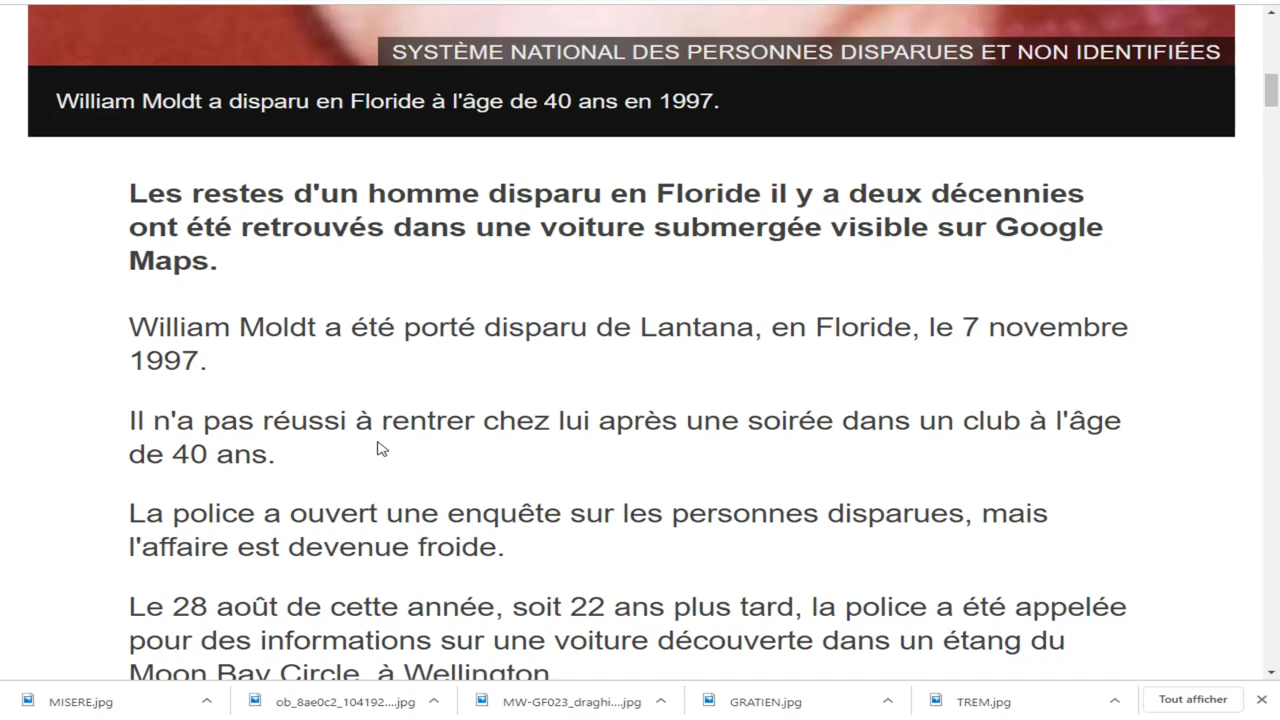 SYSTÈME NATIONAL DES PERSONNES DISPARUES ET NON IDENTIFIÉES
William Moldt a disparu en Floride à l'âge de 40 ans en 1997.
Les restes d'un homme disparu en Floride il y a deux décennies
ont été retrouvés dans une voiture submergée visible sur Google
Maps.
William Moldt a été porté disparu de Lantana, en Floride, le 7 novembre
1997.
Il n'a pas réussi à rentrer chez lui après une soirée dans un club à l'âge
de 40 ans.
La police a ouvert une enquête sur les personnes disparues, mais
l'affaire est devenue froide.
Le 28 août de cette année, soit 22 ans plus tard, la police a été appelée
pour des informations sur une voiture découverte dans un étang du
Moon Bay Circle, à Wellington
MISERE.jpg
ob_8ae0c2_104192....jpg
MW-GF023_draghi....jpg
GRATIEN.jpg
TREM.jpg
Tout afficher